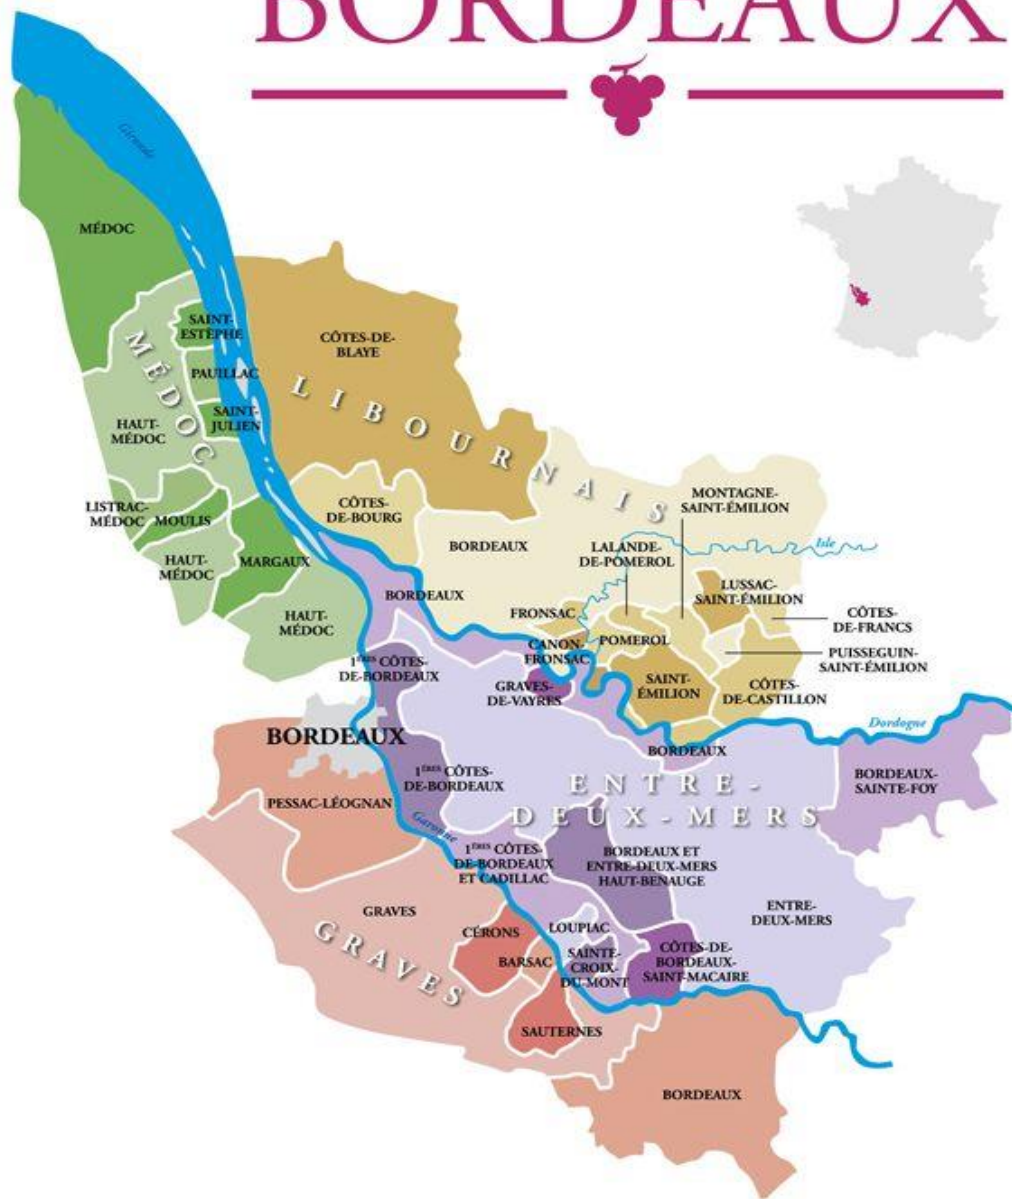 BORDEAUX
Gironde
MÉDOC
SAINT-
ESTÈPHE
CÔTES-DE-
BLAYE
MÉDOC
PAUILLAC
LIBOURNAIS
SAINT-
JULIEN
HAUT-
MÉDOC
LISTRAC-
MÉDOC
MOULIS
CÔTES-
DE-BOURG
MONTAGNE-
SAINT-ÉMILION
HAUT-
MÉDOC
MARGAUX
BORDEAUX
LALANDE-
DE-POMEROL
Isle
BORDEAUX
LUSSAC-
SAINT-ÉMILION
HAUT-
MÉDOC
FRONSAC
CÔTES-
DE-FRANCS
CANON-
FRONSAC
POMEROL
PUISSEGUIN-
SAINT-ÉMILION
1ÈRES CÔTES-
DE-BORDEAUX
GRAVES-
DE-VAYRES
SAINT-
ÉMILION
CÔTES-
DE-CASTILLON
Dordogne
BORDEAUX
BORDEAUX
1ÈRES CÔTES-
DE-BORDEAUX
ENTRE-
DEUX-MERS
BORDEAUX-
SAINTE-FOY
PESSAC-LÉOGNAN
Garonne
1ÈRES CÔTES-
DE-BORDEAUX
ET CADILLAC
BORDEAUX ET
ENTRE-DEUX-MERS
HAUT-BENAUGE
GRAVES
ENTRE-
DEUX-MERS
GRAVES
CÉRONS
LOUPIAC
BARSAC
SAINTE-
CROIX-
DU-MONT
CÔTES-DE-
BORDEAUX-
SAINT-MACAIRE
SAUTERNES
BORDEAUX